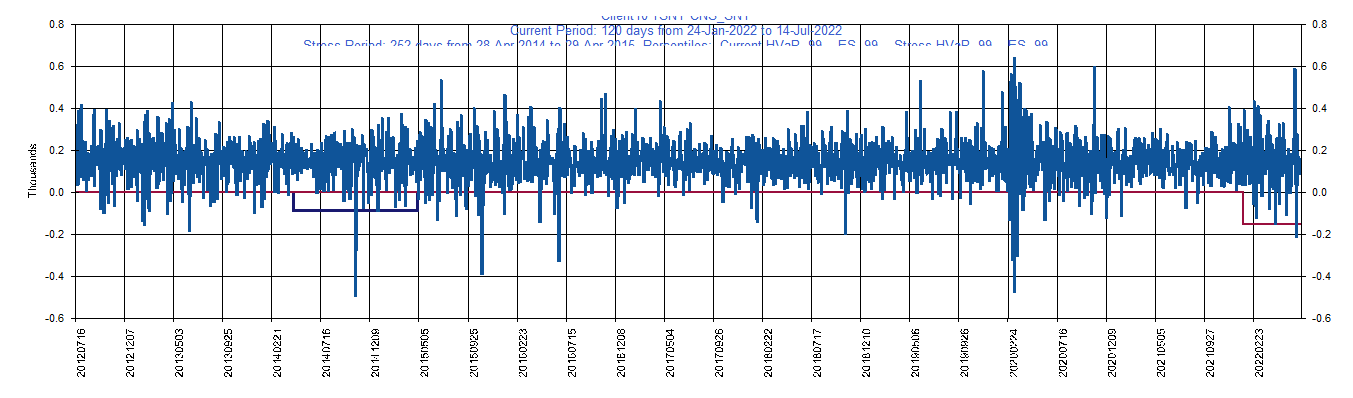 Client10 TSNT CNS_SNT
Current Period: 120 days from 24-Jan-2022 to 14-Jul-2022
Stress Period: 252 days from 28-Apr-2014 to 29-Apr-2015 Percentiles: Current HVaR 99 ES 99 Stress HVaR 99 ES 99
0.8 0.8
0.6 0.6
0.4 0.4
0.2 0.2
0.0 0.0
-0.2 -0.2
-0.4 -0.4
-0.6 -0.6
Thousands
20120716 20121207 20130503 20130925 20140221 20140716 20141209 20150505 20150925 20160223 20160715 20161208 20170504 20170926 20180222 20180717 20181210 20190506 20190926 20200224 20200716 20201209 20210505 20210927 20220223